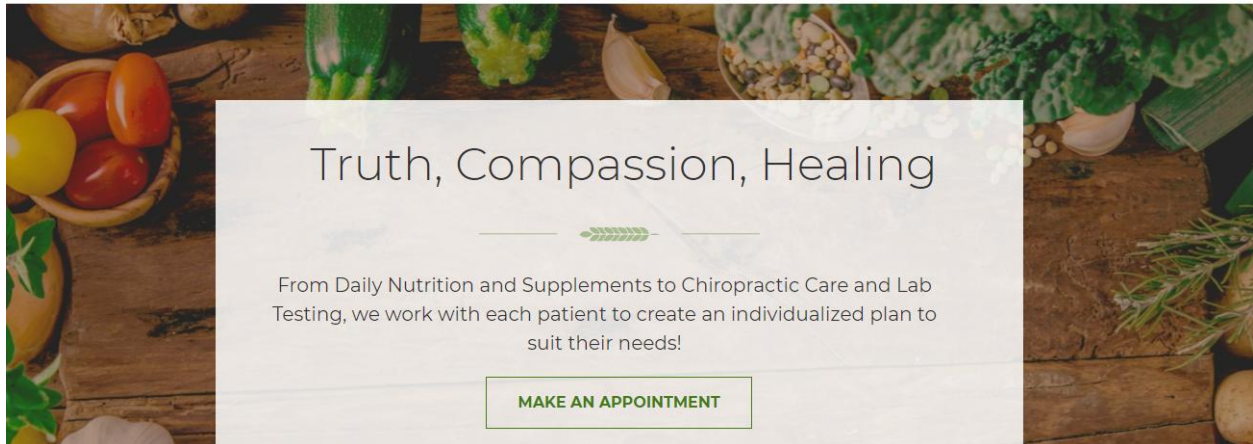 Truth, Compassion, Healing
From Daily Nutrition and Supplements to Chiropractic Care and Lab
Testing, we work with each patient to create an individualized plan to
suit their needs!
MAKE AN APPOINTMENT